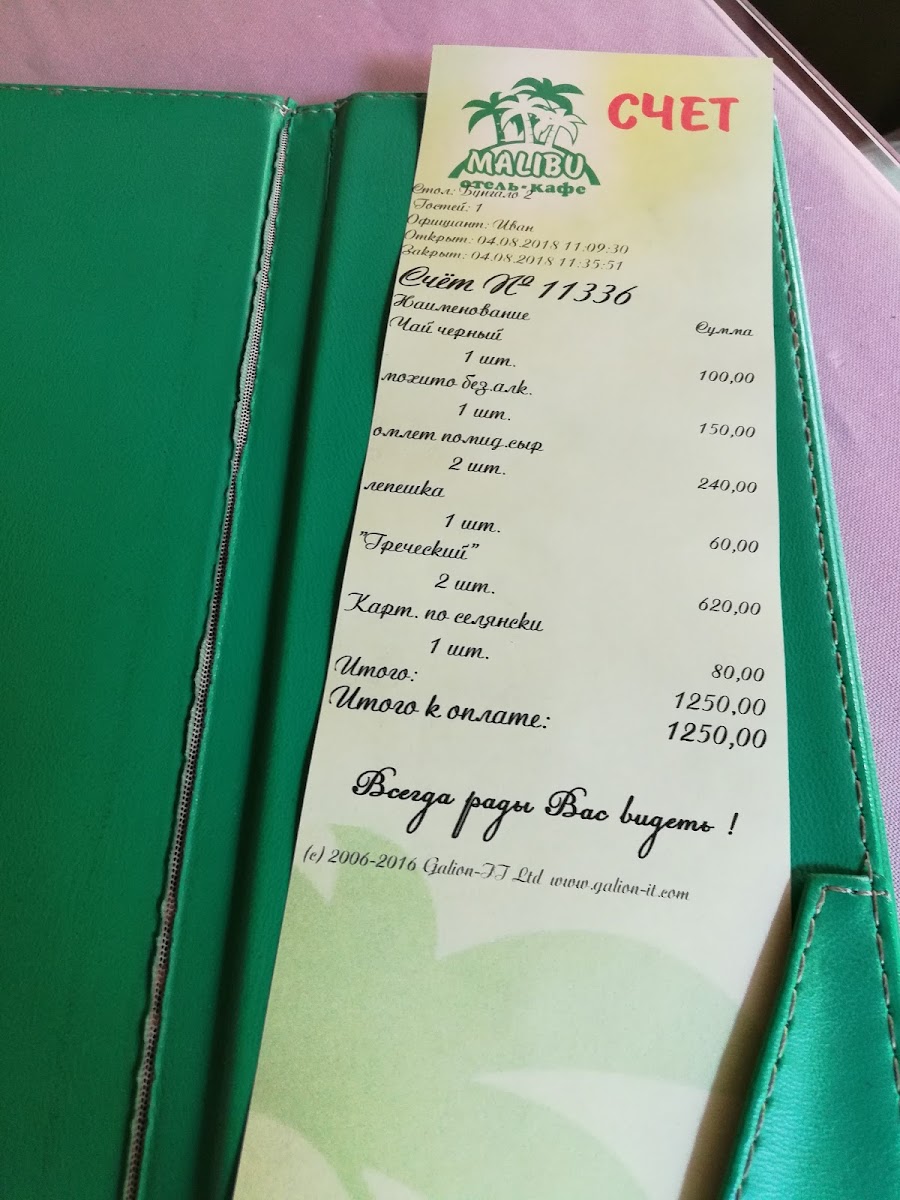 СЧЕТ
MALIBU
отель-кафе
Стол: Бунгало 2
Гостей: 1
Официант: Иван
Открыт: 04.08.2018 11:09:30
Закрыт: 04.08.2018 11:35:51
Счёт № 11336
Наименование Сумма
Чай черный
1 шт. 100,00
мохито без.алк.
1 шт. 150,00
омлет помид.сыр
2 шт. 240,00
лепешка
1 шт. 60,00
"Греческий"
2 шт. 620,00
Карт. по селянски
1 шт. 80,00
Итого: 1250,00
Итого к оплате: 1250,00
Всегда рады Вас видеть !
(c) 2006-2016 Galion-IT Ltd www.galion-it.com